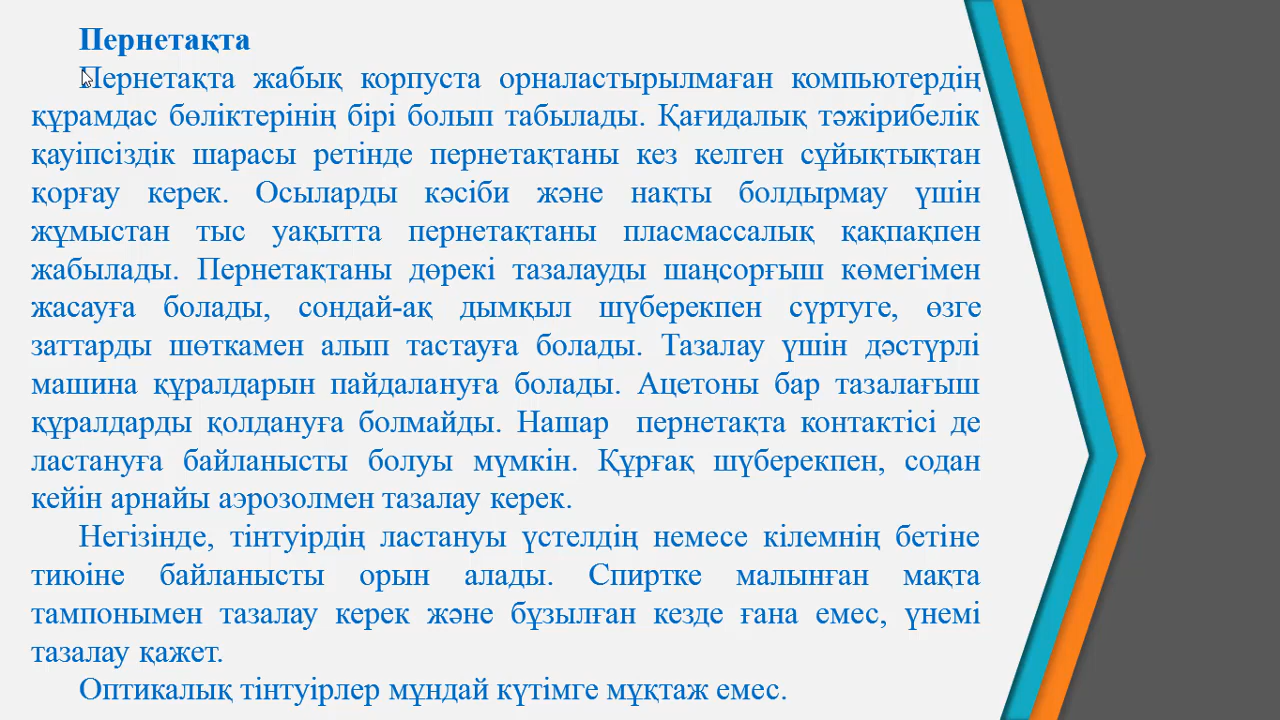 Пернетақта
Пернетақта жабық корпуста орналастырылмаған компьютердің
құрамдас бөліктерінің бірі болып табылады. Қағидалық тәжірибелік
қауіпсіздік шарасы ретінде пернетақтаны кез келген сұйықтықтан
қорғау керек. Осыларды кәсіби және нақты болдырмау үшін
жұмыстан тыс уақытта пернетақтаны пласмассалық қақпақпен
жабылады. Пернетақтаны дөрекі тазалауды шаңсорғыш көмегімен
жасауға болады, сондай-ақ дымқыл шүберекпен сүртуге, өзге
заттарды шөткамен алып тастауға болады. Тазалау үшін дәстүрлі
машина құралдарын пайдалануға болады. Ацетоны бар тазалағыш
құралдарды қолдануға болмайды. Нашар пернетақта контактісі де
ластануға байланысты болуы мүмкін. Құрғақ шүберекпен, содан
кейін арнайы аэрозолмен тазалау керек.
Негізінде, тінтуірдің ластануы үстелдің немесе кілемнің бетіне
тиюіне байланысты орын алады. Спиртке малынған мақта
тампонымен тазалау керек және бұзылған кезде ғана емес, үнемі
тазалау қажет.
Оптикалық тінтуірлер мұндай күтімге мұқтаж емес.